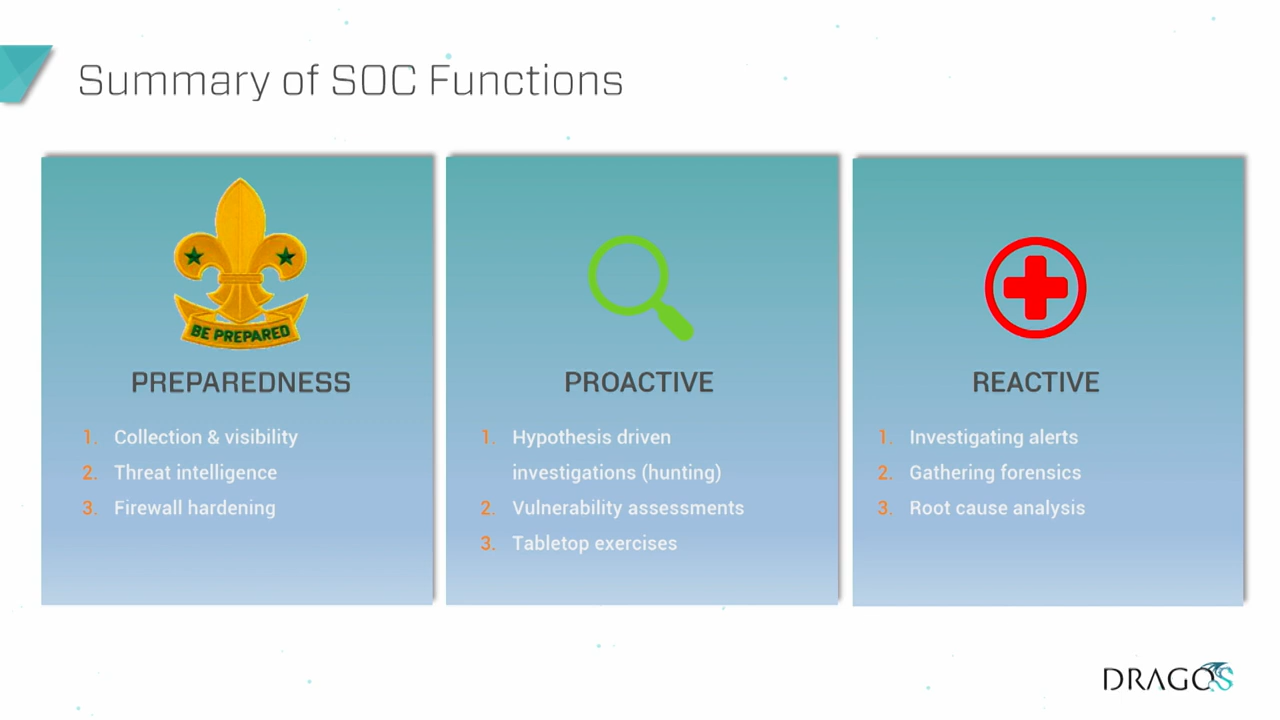 Summary of SOC Functions
BE PREPARED
PREPAREDNESS
1. Collection & visibility
2. Threat intelligence
3. Firewall hardening
PROACTIVE
1. Hypothesis driven
investigations (hunting)
2. Vulnerability assessments
3. Tabletop exercises
REACTIVE
1. Investigating alerts
2. Gathering forensics
3. Root cause analysis
DRAGOS